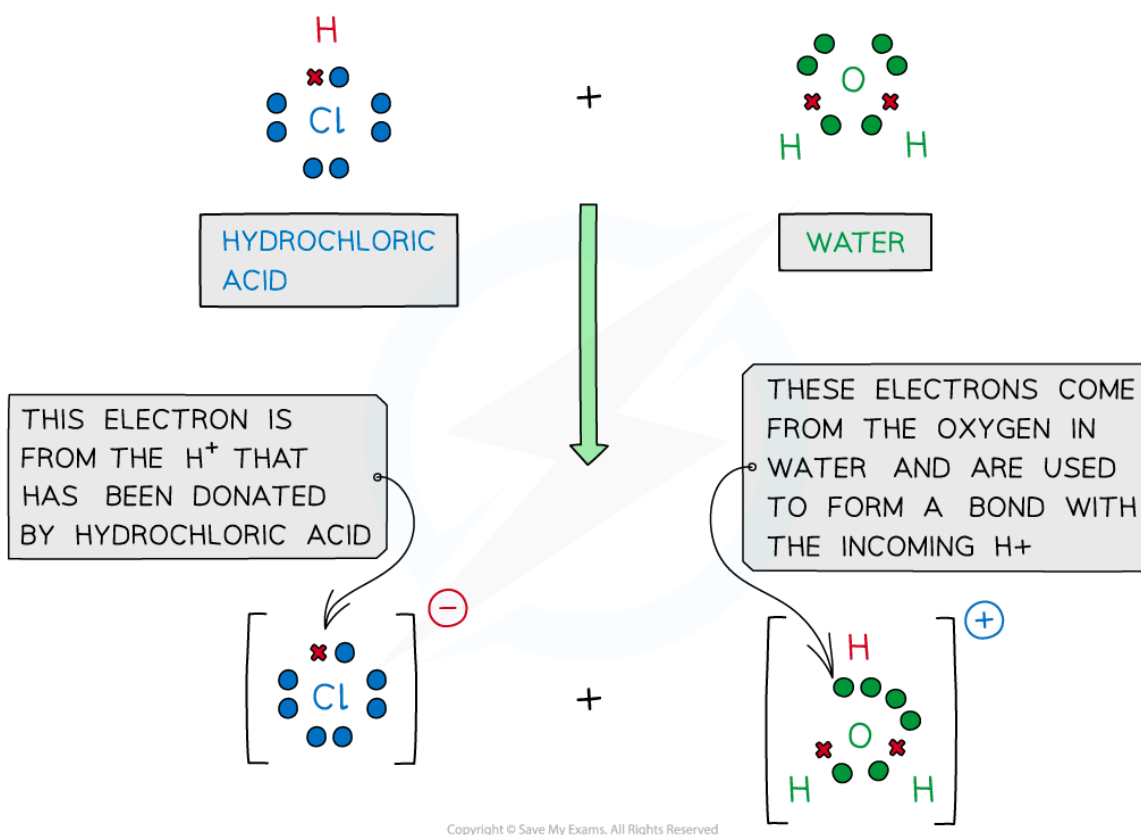 H
Cl
+
O
H H
HYDROCHLORIC
ACID
WATER
THIS ELECTRON IS
FROM THE H⁺ THAT
HAS BEEN DONATED
BY HYDROCHLORIC ACID
THESE ELECTRONS COME
FROM THE OXYGEN IN
WATER AND ARE USED
TO FORM A BOND WITH
THE INCOMING H+
−
Cl
+
+
H
O
H H
Copyright © Save My Exams. All Rights Reserved